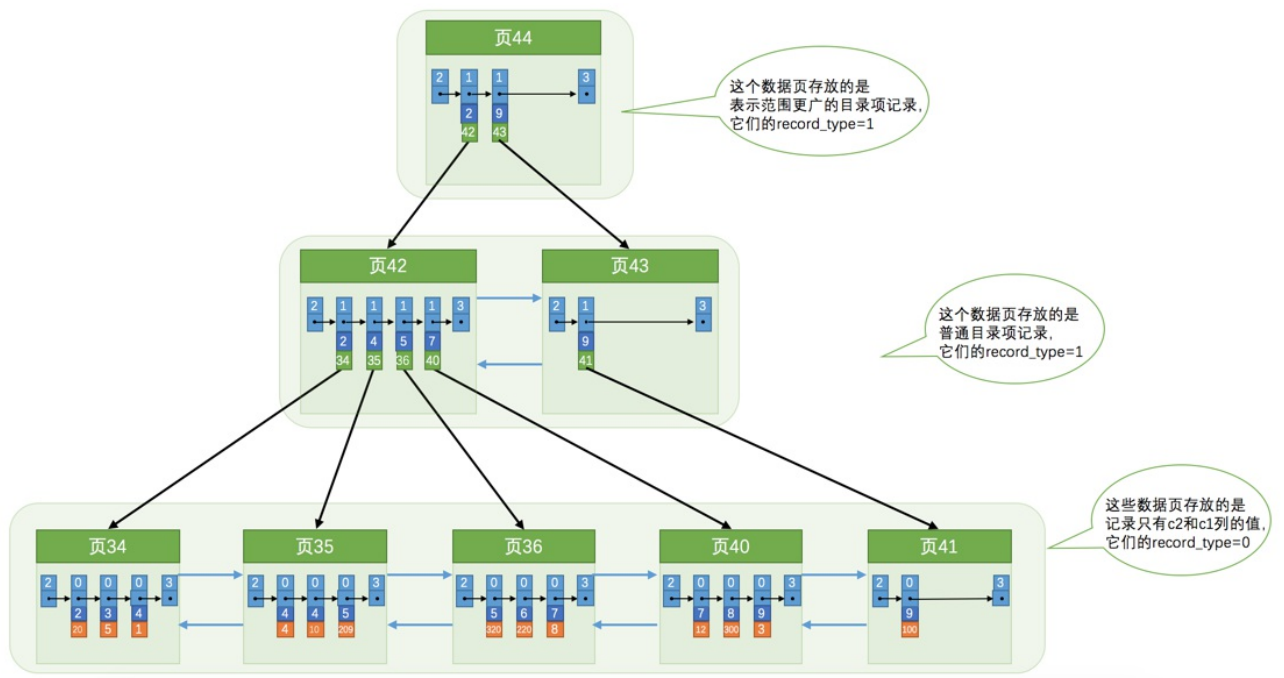 页44
2 1 1 3
2 9
42 43
这个数据页存放的是
表示范围更广的目录项记录,
它们的record_type=1
页42
页43
2 1 1 1 1 3
2 1 3
2 4 5 7
9
34 35 36 40
41
这个数据页存放的是
普通目录项记录,
它们的record_type=1
这些数据页存放的是
记录只有c2和c1列的值,
它们的record_type=0
页34
页35
页36
页40
页41
2 0 0 0 3
2 0 0 0 3
2 0 0 0 3
2 0 0 0 3
2 0 3
2 3 4
4 4 5
5 6 7
7 8 9
9
20 5 1
4 10 209
320 220 8
12 300 3
100